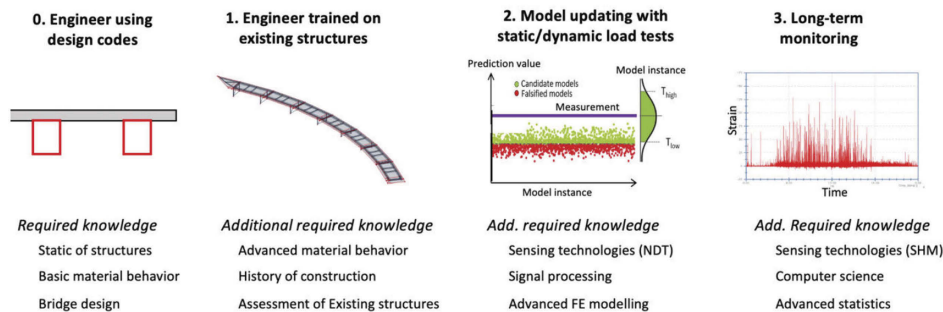 0. Engineer using
design codes
1. Engineer trained on
existing structures
2. Model updating with
static/dynamic load tests
3. Long-term
monitoring
Prediction value
Model instance
Candidate models
Falsified models
Measurement
Thigh
Tlow
Model instance
Strain
Time
Required knowledge
Static of structures
Basic material behavior
Bridge design
Additional required knowledge
Advanced material behavior
History of construction
Assessment of Existing structures
Add. required knowledge
Sensing technologies (NDT)
Signal processing
Advanced FE modelling
Add. Required knowledge
Sensing technologies (SHM)
Computer science
Advanced statistics